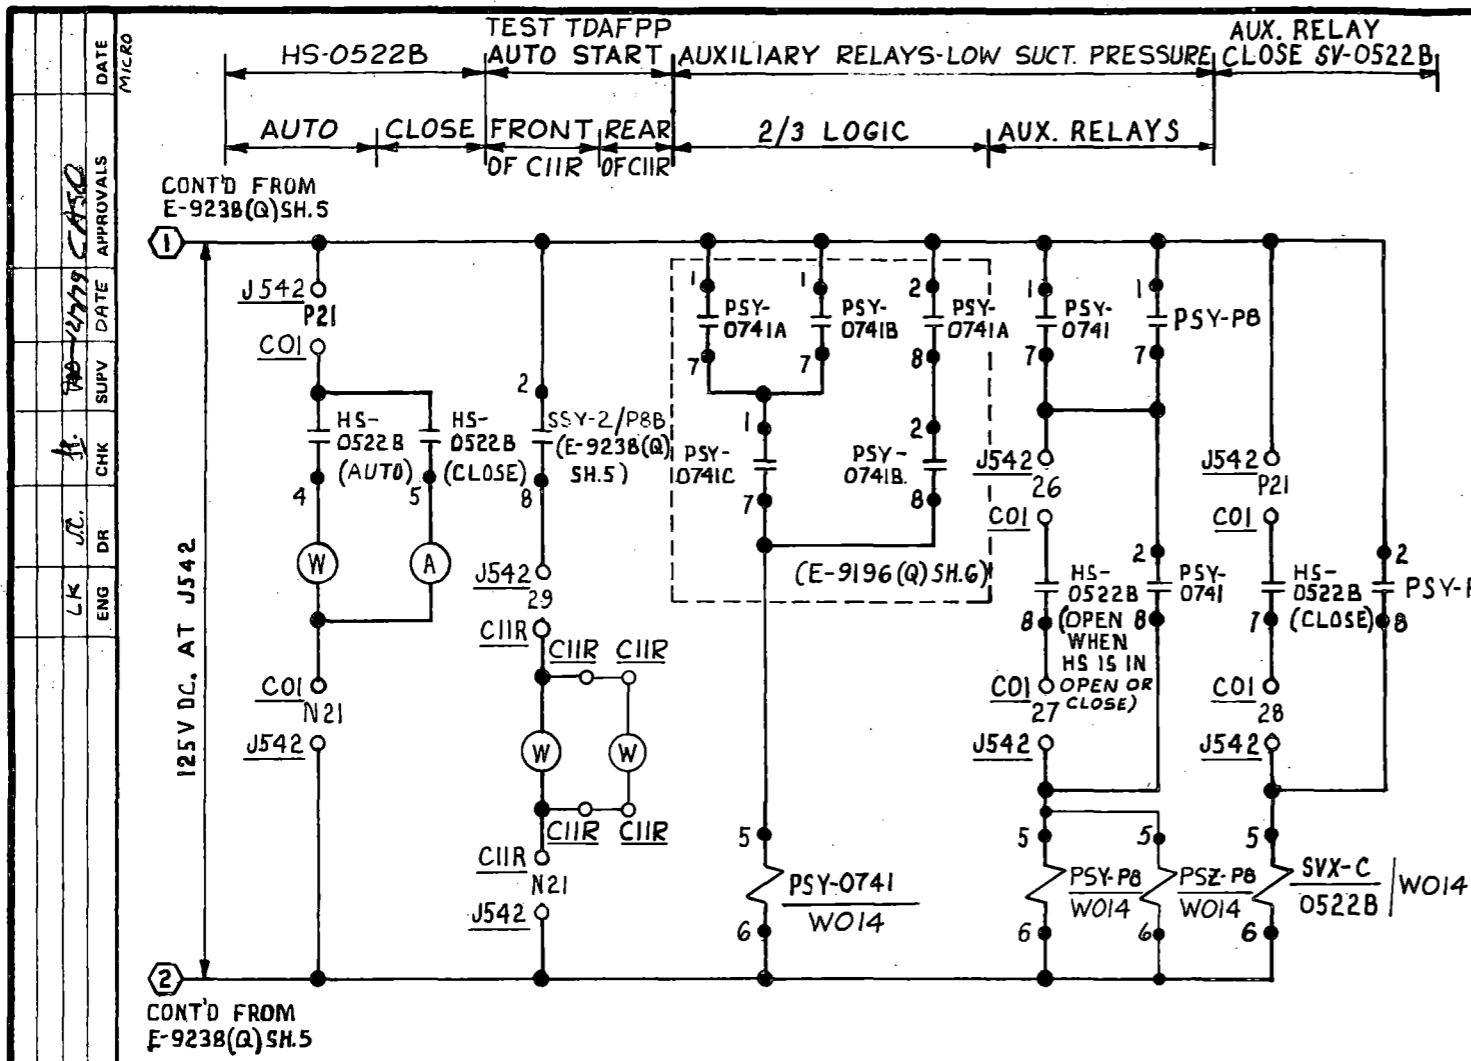 DATE
APPROVALS
DATE
SUPV
CHK
DR
ENG
LK
J.C.
MICRO
HS-0522B
TEST TDAFPP
AUTO START
AUXILIARY RELAYS-LOW SUCT. PRESSURE
AUX. RELAY
CLOSE SV-0522B
AUTO
CLOSE
FRONT
OF C11R
REAR
OF C11R
2/3 LOGIC
AUX. RELAYS
CONT'D FROM
E-9238(Q)SH.5
1
125V DC. AT J542
J542
P21
C01
HS-
0522B
(AUTO)
4
W
HS-
0522B
(CLOSE)
5
A
C01
N21
J542
2
SSY-2/P8B
(E-9238(Q)
SH.5)
8
J542
29
C11R
C11R C11R
W W
C11R C11R
C11R
N21
J542
1
PSY-
0741A
7
1
PSY-
0741B
7
2
PSY-
0741A
8
1
PSY-
0741C
7
2
PSY-
0741B
8
(E-9196(Q)SH.6)
5
PSY-0741
W014
6
1
PSY-
0741
7
1
PSY-P8
7
J542
26
C01
HS-
0522B
(OPEN
WHEN
HS IS IN
OPEN OR
CLOSE)
8
C01
27
J542
2
PSY-
0741
8
5
PSY-P8
W014
6
5
PSZ-P8
W014
6
J542
P21
C01
HS-
0522B
(CLOSE)
7
C01
28
J542
2
PSY-P
8
5
SVX-C
0522B
W014
6
2
CONT'D FROM
E-9238(Q)SH.5